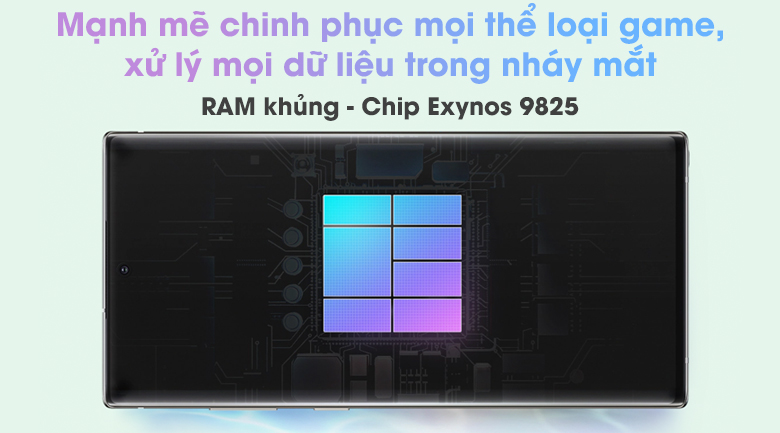 Mạnh mẽ chinh phục mọi thể loại game,
xử lý mọi dữ liệu trong nháy mắt
RAM khủng - Chip Exynos 9825